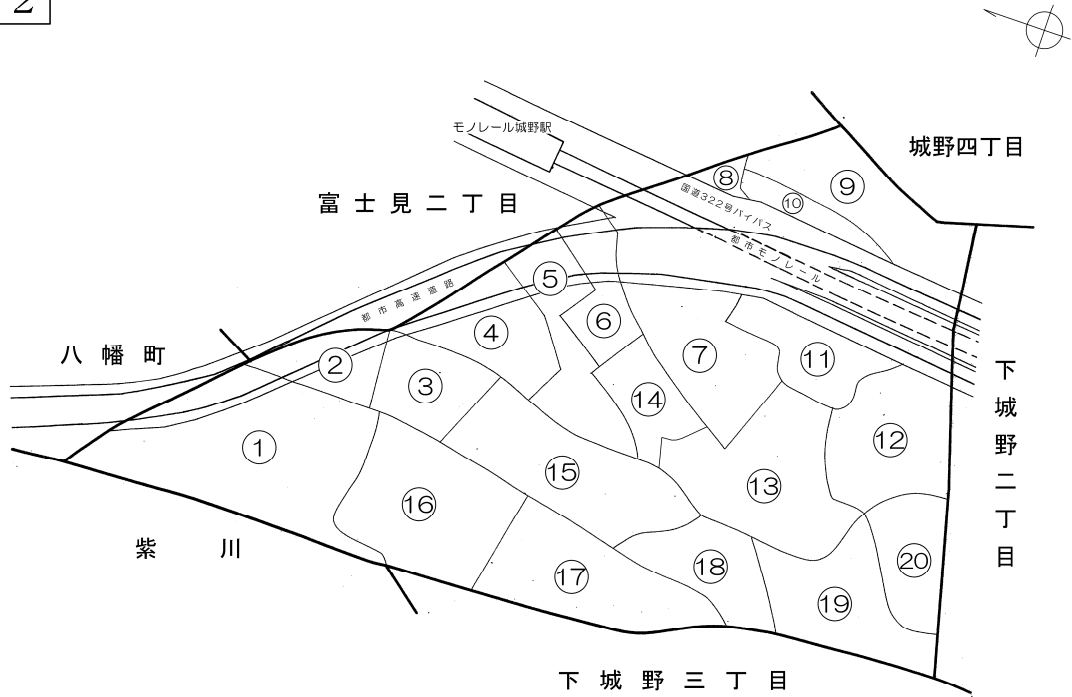 2
モノレール城野駅
城野四丁目
富士見二丁目
⑧
⑨
国道322号バイパス
⑩
都市モノレール
都市高速道路
⑤
⑥
④
八幡町
②
③
⑦
⑪
下城野二丁目
⑭
①
⑫
⑮
⑬
⑯
紫川
⑰
⑱
⑳
⑲
下城野三丁目